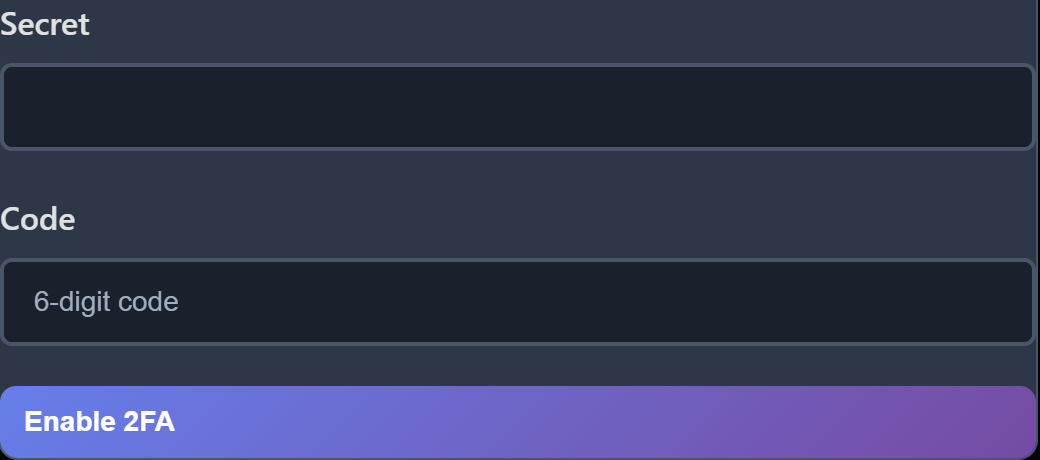 Secret
Code
6-digit code
Enable 2FA